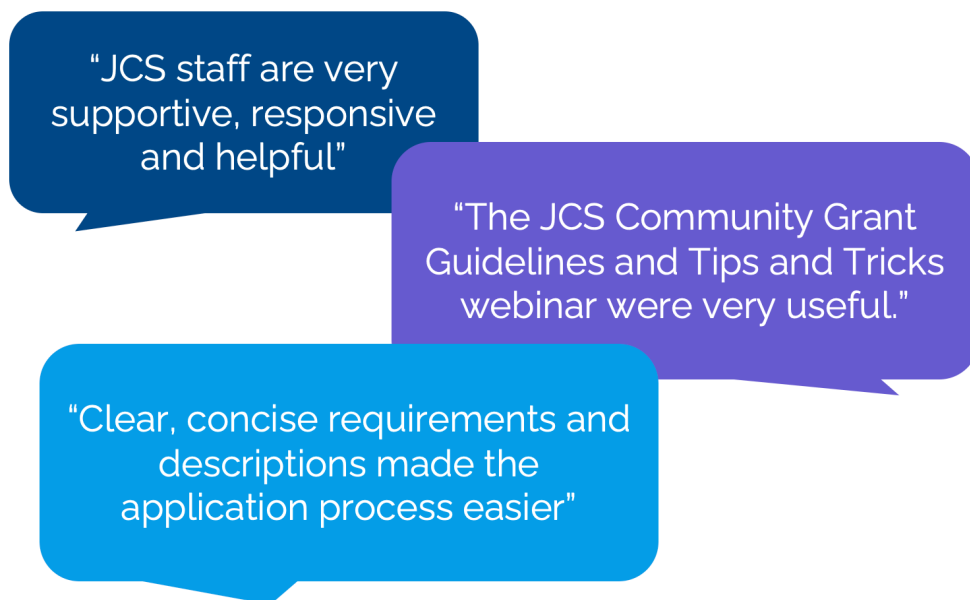 “JCS staff are very
supportive, responsive
and helpful”
“The JCS Community Grant
Guidelines and Tips and Tricks
webinar were very useful.”
“Clear, concise requirements and
descriptions made the
application process easier”